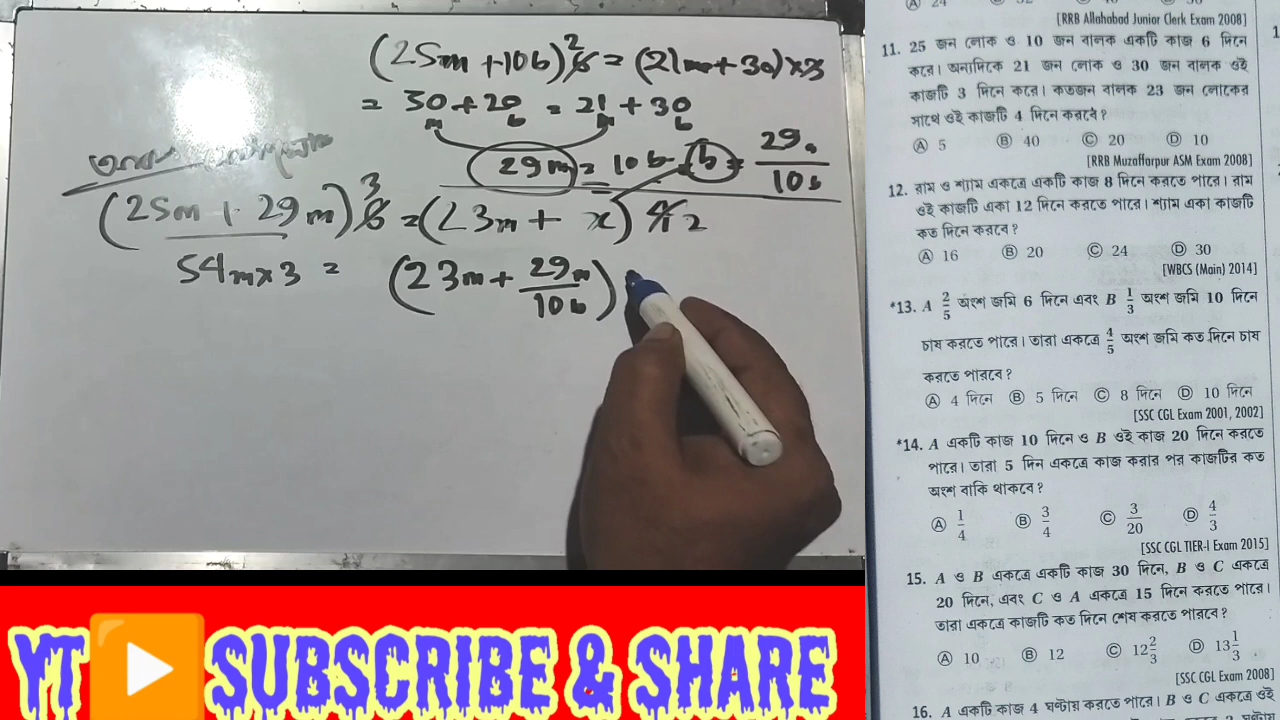 (25m + 10b) 6 2 = (21m + 30) × 3
= 30 + 20 = 21 + 30
m b m b
29m = 10b b = 29 / 10b
(25m + 29m) 6 3 = (23m + x) 4 2
54m×3 = (23m + 29m / 10b)
YT SUBSCRIBE & SHARE
[RRB Allahabad Junior Clerk Exam 2008]
11. 25 জন লোক ও 10 জন বালক একটি কাজ 6 দিনে
করে। অন্যদিকে 21 জন লোক ও 30 জন বালক ওই
কাজটি 3 দিনে করে। কতজন বালক 23 জন লোকের
সাথে ওই কাজটি 4 দিনে করবে?
Ⓐ 5 Ⓑ 40 Ⓒ 20 Ⓓ 10
[RRB Muzaffarpur ASM Exam 2008]
12. রাম ও শ্যাম একত্রে একটি কাজ 8 দিনে করতে পারে। রাম
ওই কাজটি একা 12 দিনে করতে পারে। শ্যাম একা কাজটি
কত দিনে করবে?
Ⓐ 16 Ⓑ 20 Ⓒ 24 Ⓓ 30
[WBCS (Main) 2014]
*13. A 2/5 অংশ জমি 6 দিনে এবং B 1/3 অংশ জমি 10 দিনে
চাষ করতে পারে। তারা একত্রে 4/5 অংশ জমি কত দিনে চাষ
করতে পারবে?
Ⓐ 4 দিনে Ⓑ 5 দিনে Ⓒ 8 দিনে Ⓓ 10 দিনে
[SSC CGL Exam 2001, 2002]
*14. A একটি কাজ 10 দিনে ও B ওই কাজ 20 দিনে করতে
পারে। তারা 5 দিন একত্রে কাজ করার পর কাজটির কত
অংশ বাকি থাকবে?
Ⓐ 1/4 Ⓑ 3/4 Ⓒ 3/20 Ⓓ 4/3
[SSC CGL TIER-I Exam 2015]
15. A ও B একত্রে একটি কাজ 30 দিনে, B ও C একত্রে
20 দিনে, এবং C ও A একত্রে 15 দিনে করতে পারে।
তারা একত্রে কাজটি কত দিনে শেষ করতে পারবে?
Ⓐ 10 Ⓑ 12 Ⓒ 12 2/3 Ⓓ 13 1/3
[SSC CGL Exam 2008]
16. A একটি কাজ 4 ঘণ্টায় করতে পারে। B ও C একত্রে ওই